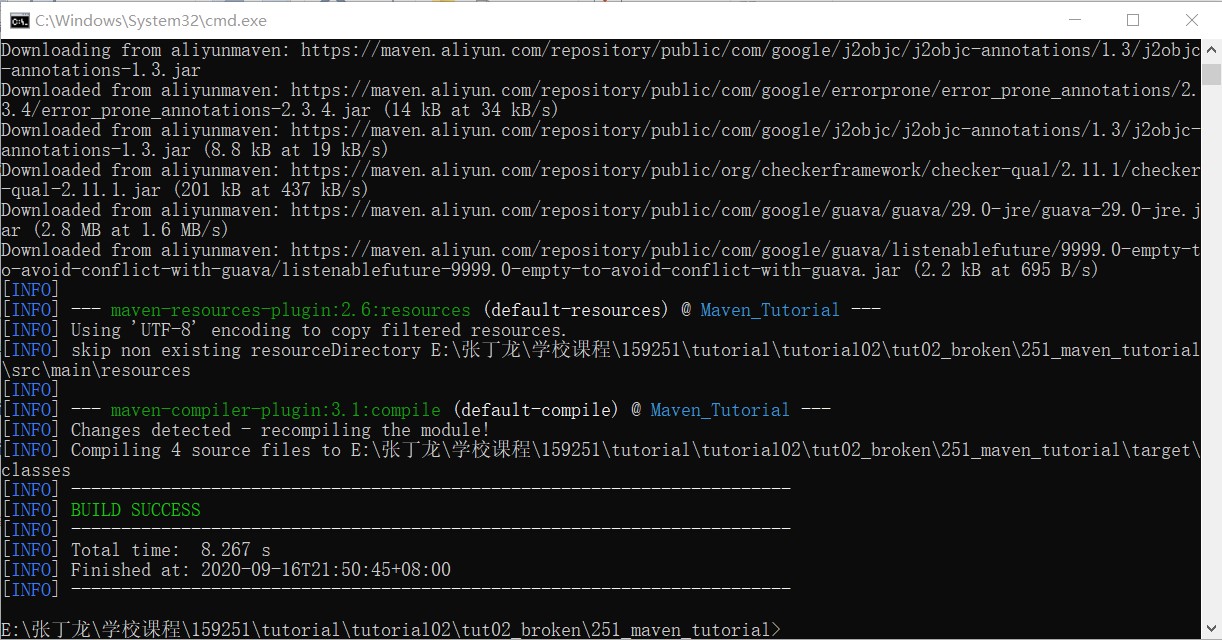 C:\Windows\System32\cmd.exe
Downloading from aliyunmaven: https://maven.aliyun.com/repository/public/com/google/j2objc/j2objc-annotations/1.3/j2objc
-annotations-1.3.jar
Downloaded from aliyunmaven: https://maven.aliyun.com/repository/public/com/google/errorprone/error_prone_annotations/2.
3.4/error_prone_annotations-2.3.4.jar (14 kB at 34 kB/s)
Downloaded from aliyunmaven: https://maven.aliyun.com/repository/public/com/google/j2objc/j2objc-annotations/1.3/j2objc-
annotations-1.3.jar (8.8 kB at 19 kB/s)
Downloaded from aliyunmaven: https://maven.aliyun.com/repository/public/org/checkerframework/checker-qual/2.11.1/checker
-qual-2.11.1.jar (201 kB at 437 kB/s)
Downloaded from aliyunmaven: https://maven.aliyun.com/repository/public/com/google/guava/guava/29.0-jre/guava-29.0-jre.j
ar (2.8 MB at 1.6 MB/s)
Downloaded from aliyunmaven: https://maven.aliyun.com/repository/public/com/google/guava/listenablefuture/9999.0-empty-t
o-avoid-conflict-with-guava/listenablefuture-9999.0-empty-to-avoid-conflict-with-guava.jar (2.2 kB at 695 B/s)
[INFO]
[INFO] --- maven-resources-plugin:2.6:resources (default-resources) @ Maven_Tutorial ---
[INFO] Using 'UTF-8' encoding to copy filtered resources.
[INFO] skip non existing resourceDirectory E:\张丁龙\学校课程\159251\tutorial\tutorial02\tut02_broken\251_maven_tutorial
\src\main\resources
[INFO]
[INFO] --- maven-compiler-plugin:3.1:compile (default-compile) @ Maven_Tutorial ---
[INFO] Changes detected - recompiling the module!
[INFO] Compiling 4 source files to E:\张丁龙\学校课程\159251\tutorial\tutorial02\tut02_broken\251_maven_tutorial\target\
classes
[INFO] ------------------------------------------------------------------------
[INFO] BUILD SUCCESS
[INFO] ------------------------------------------------------------------------
[INFO] Total time:  8.267 s
[INFO] Finished at: 2020-09-16T21:50:45+08:00
[INFO] ------------------------------------------------------------------------
E:\张丁龙\学校课程\159251\tutorial\tutorial02\tut02_broken\251_maven_tutorial>